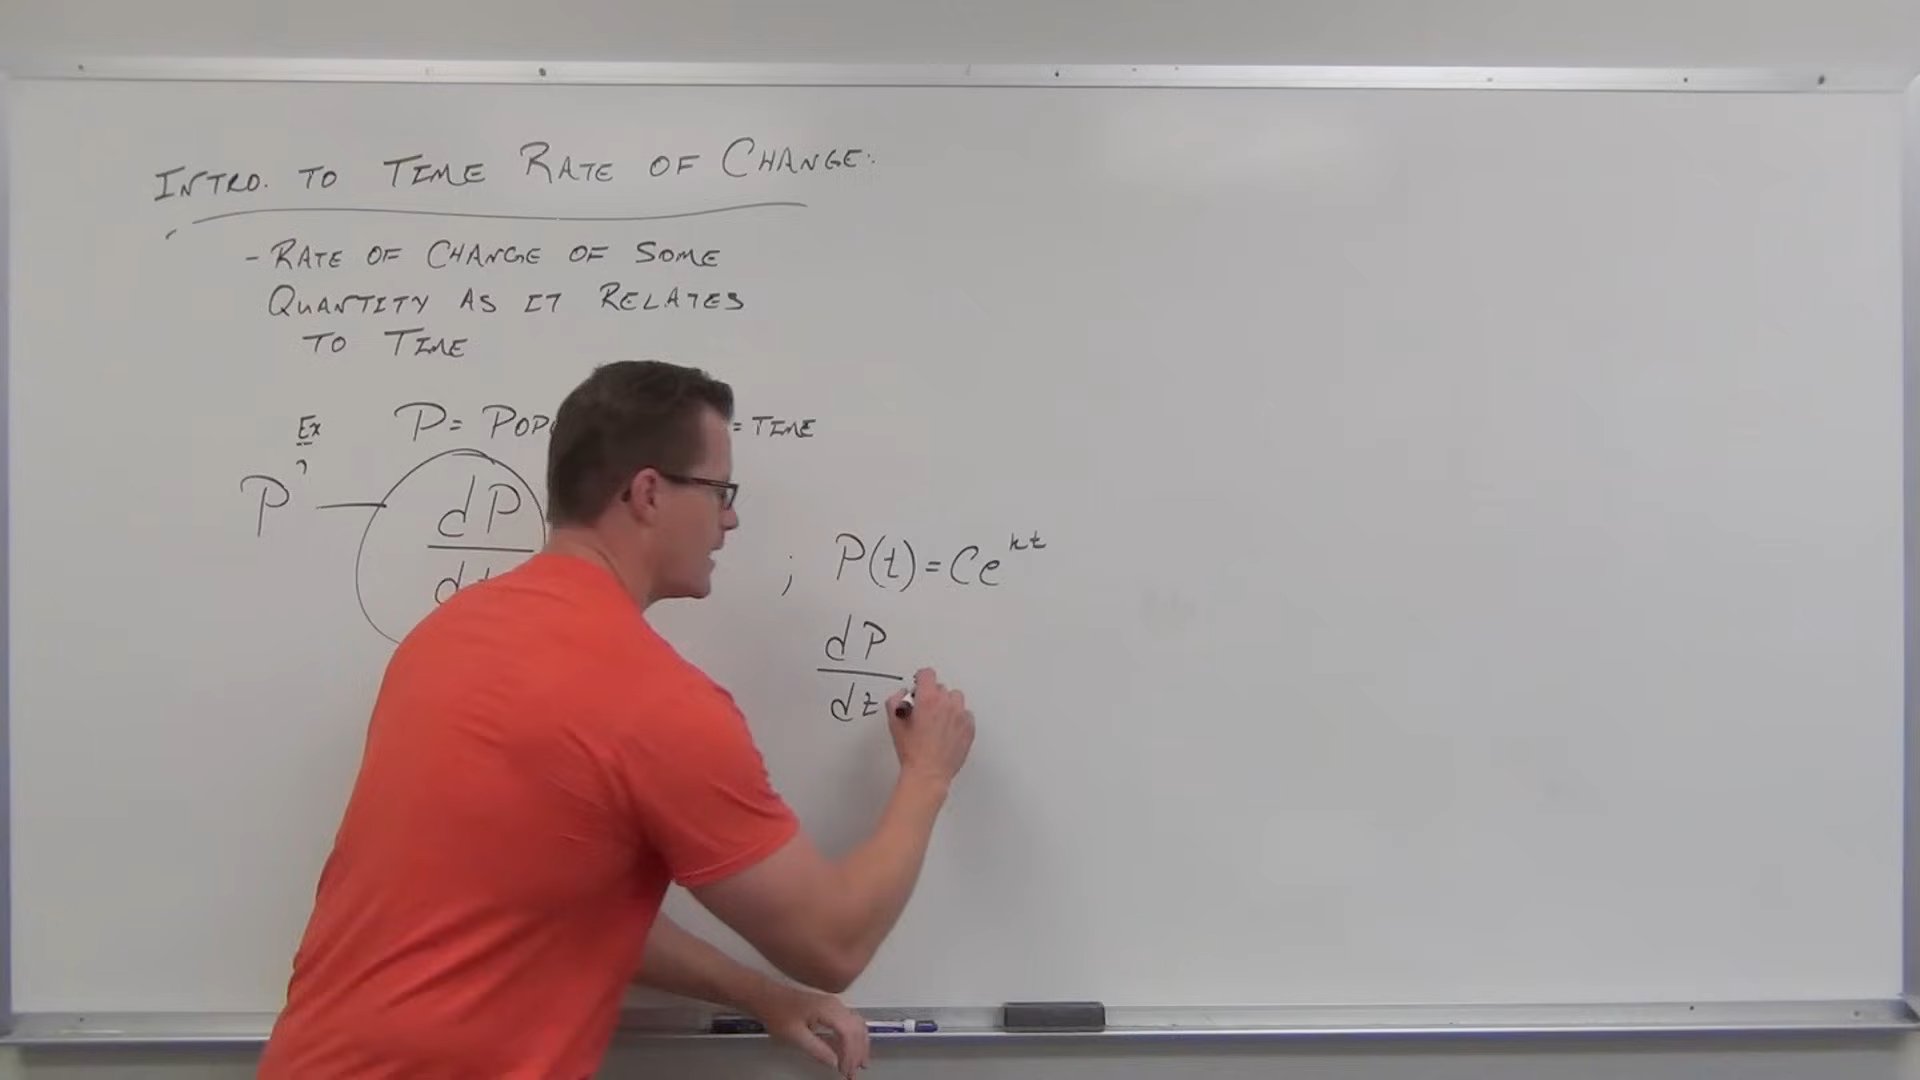 INTRO. TO TIME RATE OF CHANGE:
- RATE OF CHANGE OF SOME
QUANTITY AS IT RELATES
TO TIME
Ex P = = TIME
P' — dP/dt ; P(t) = Ce^kt
dP/dt =